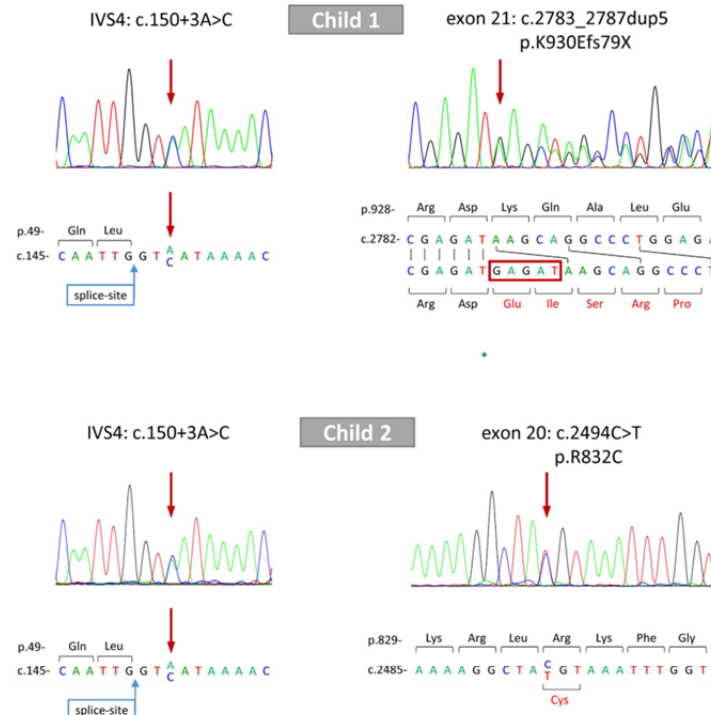 IVS4: c.150+3A>C
Child 1
exon 21: c.2783_2787dup5
p.K930Efs79X
p.49-
Gln Leu
c.145- C A A T T G G T A A T A A A A C
C
splice-site
p.928-
Arg Asp Lys Gln Ala Leu Glu
c.2782- C G A G A T A A G C A G G C C C T G G A G A
C G A G A T G A G A T A A G C A G G C C C T
Arg Asp Glu Ile Ser Arg Pro
IVS4: c.150+3A>C
Child 2
exon 20: c.2494C>T
p.R832C
p.49-
Gln Leu
c.145- C A A T T G G T A A T A A A A C
C
splice-site
p.829-
Lys Arg Leu Arg Lys Phe Gly
c.2485- A A A A G G C T A C G T A A A T T T G G T
T
Cys